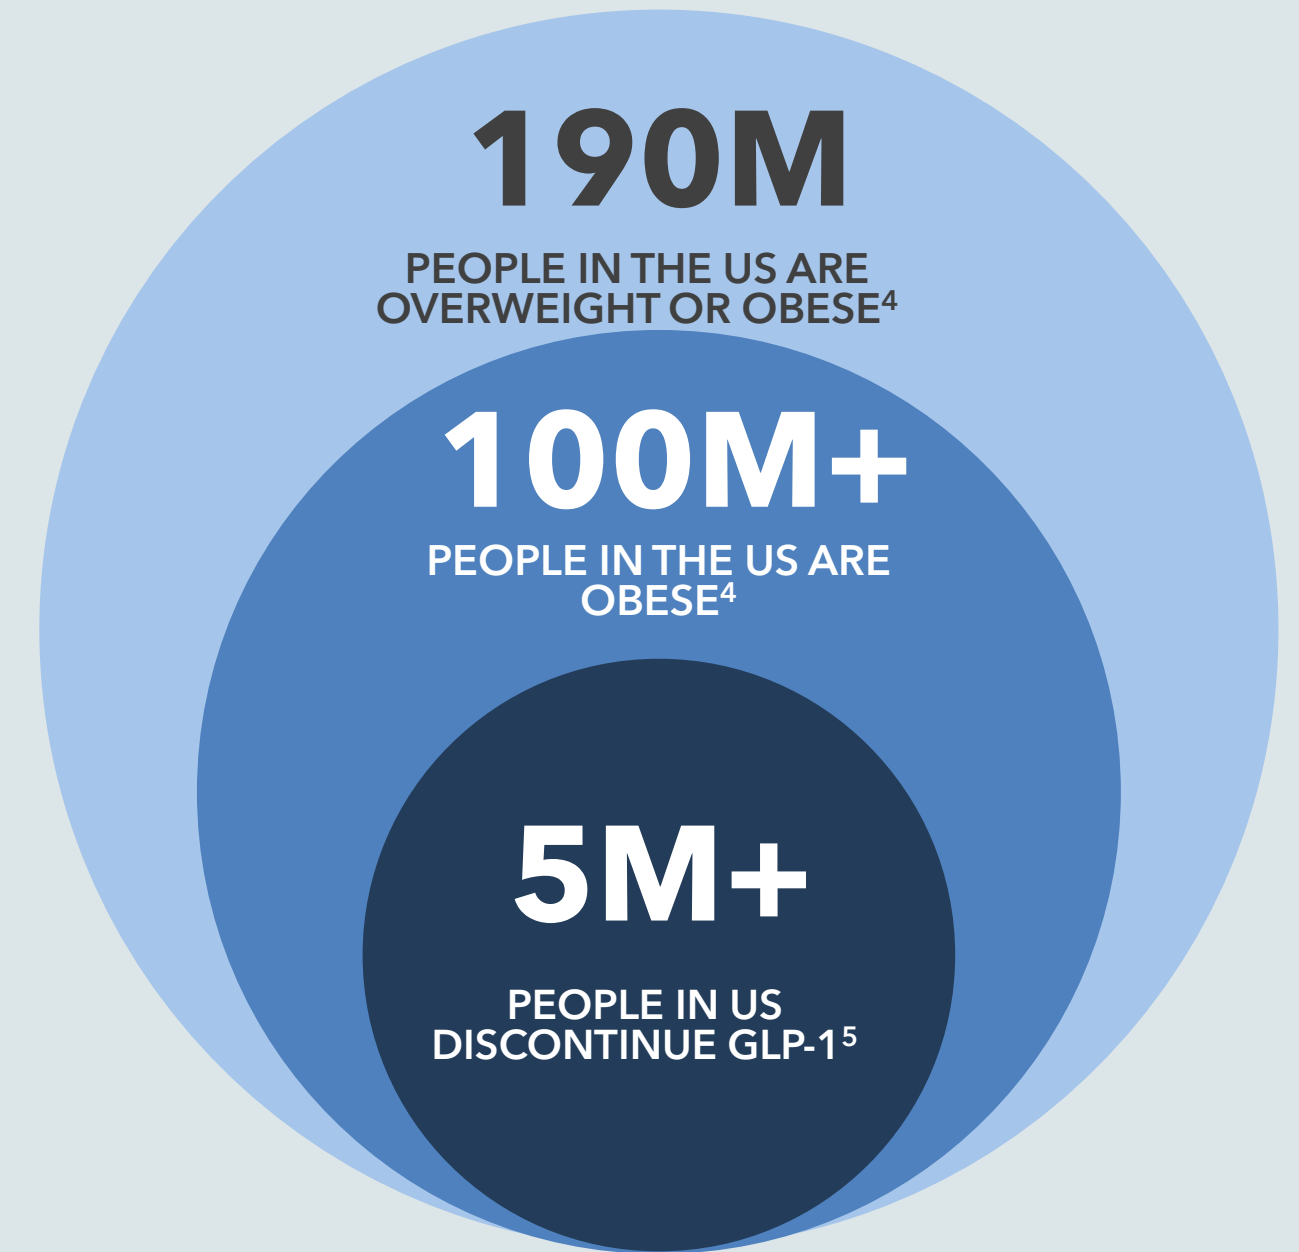 190M
PEOPLE IN THE US ARE
OVERWEIGHT OR OBESE⁴
100M+
PEOPLE IN THE US ARE
OBESE⁴
5M+
PEOPLE IN US
DISCONTINUE GLP-1⁵